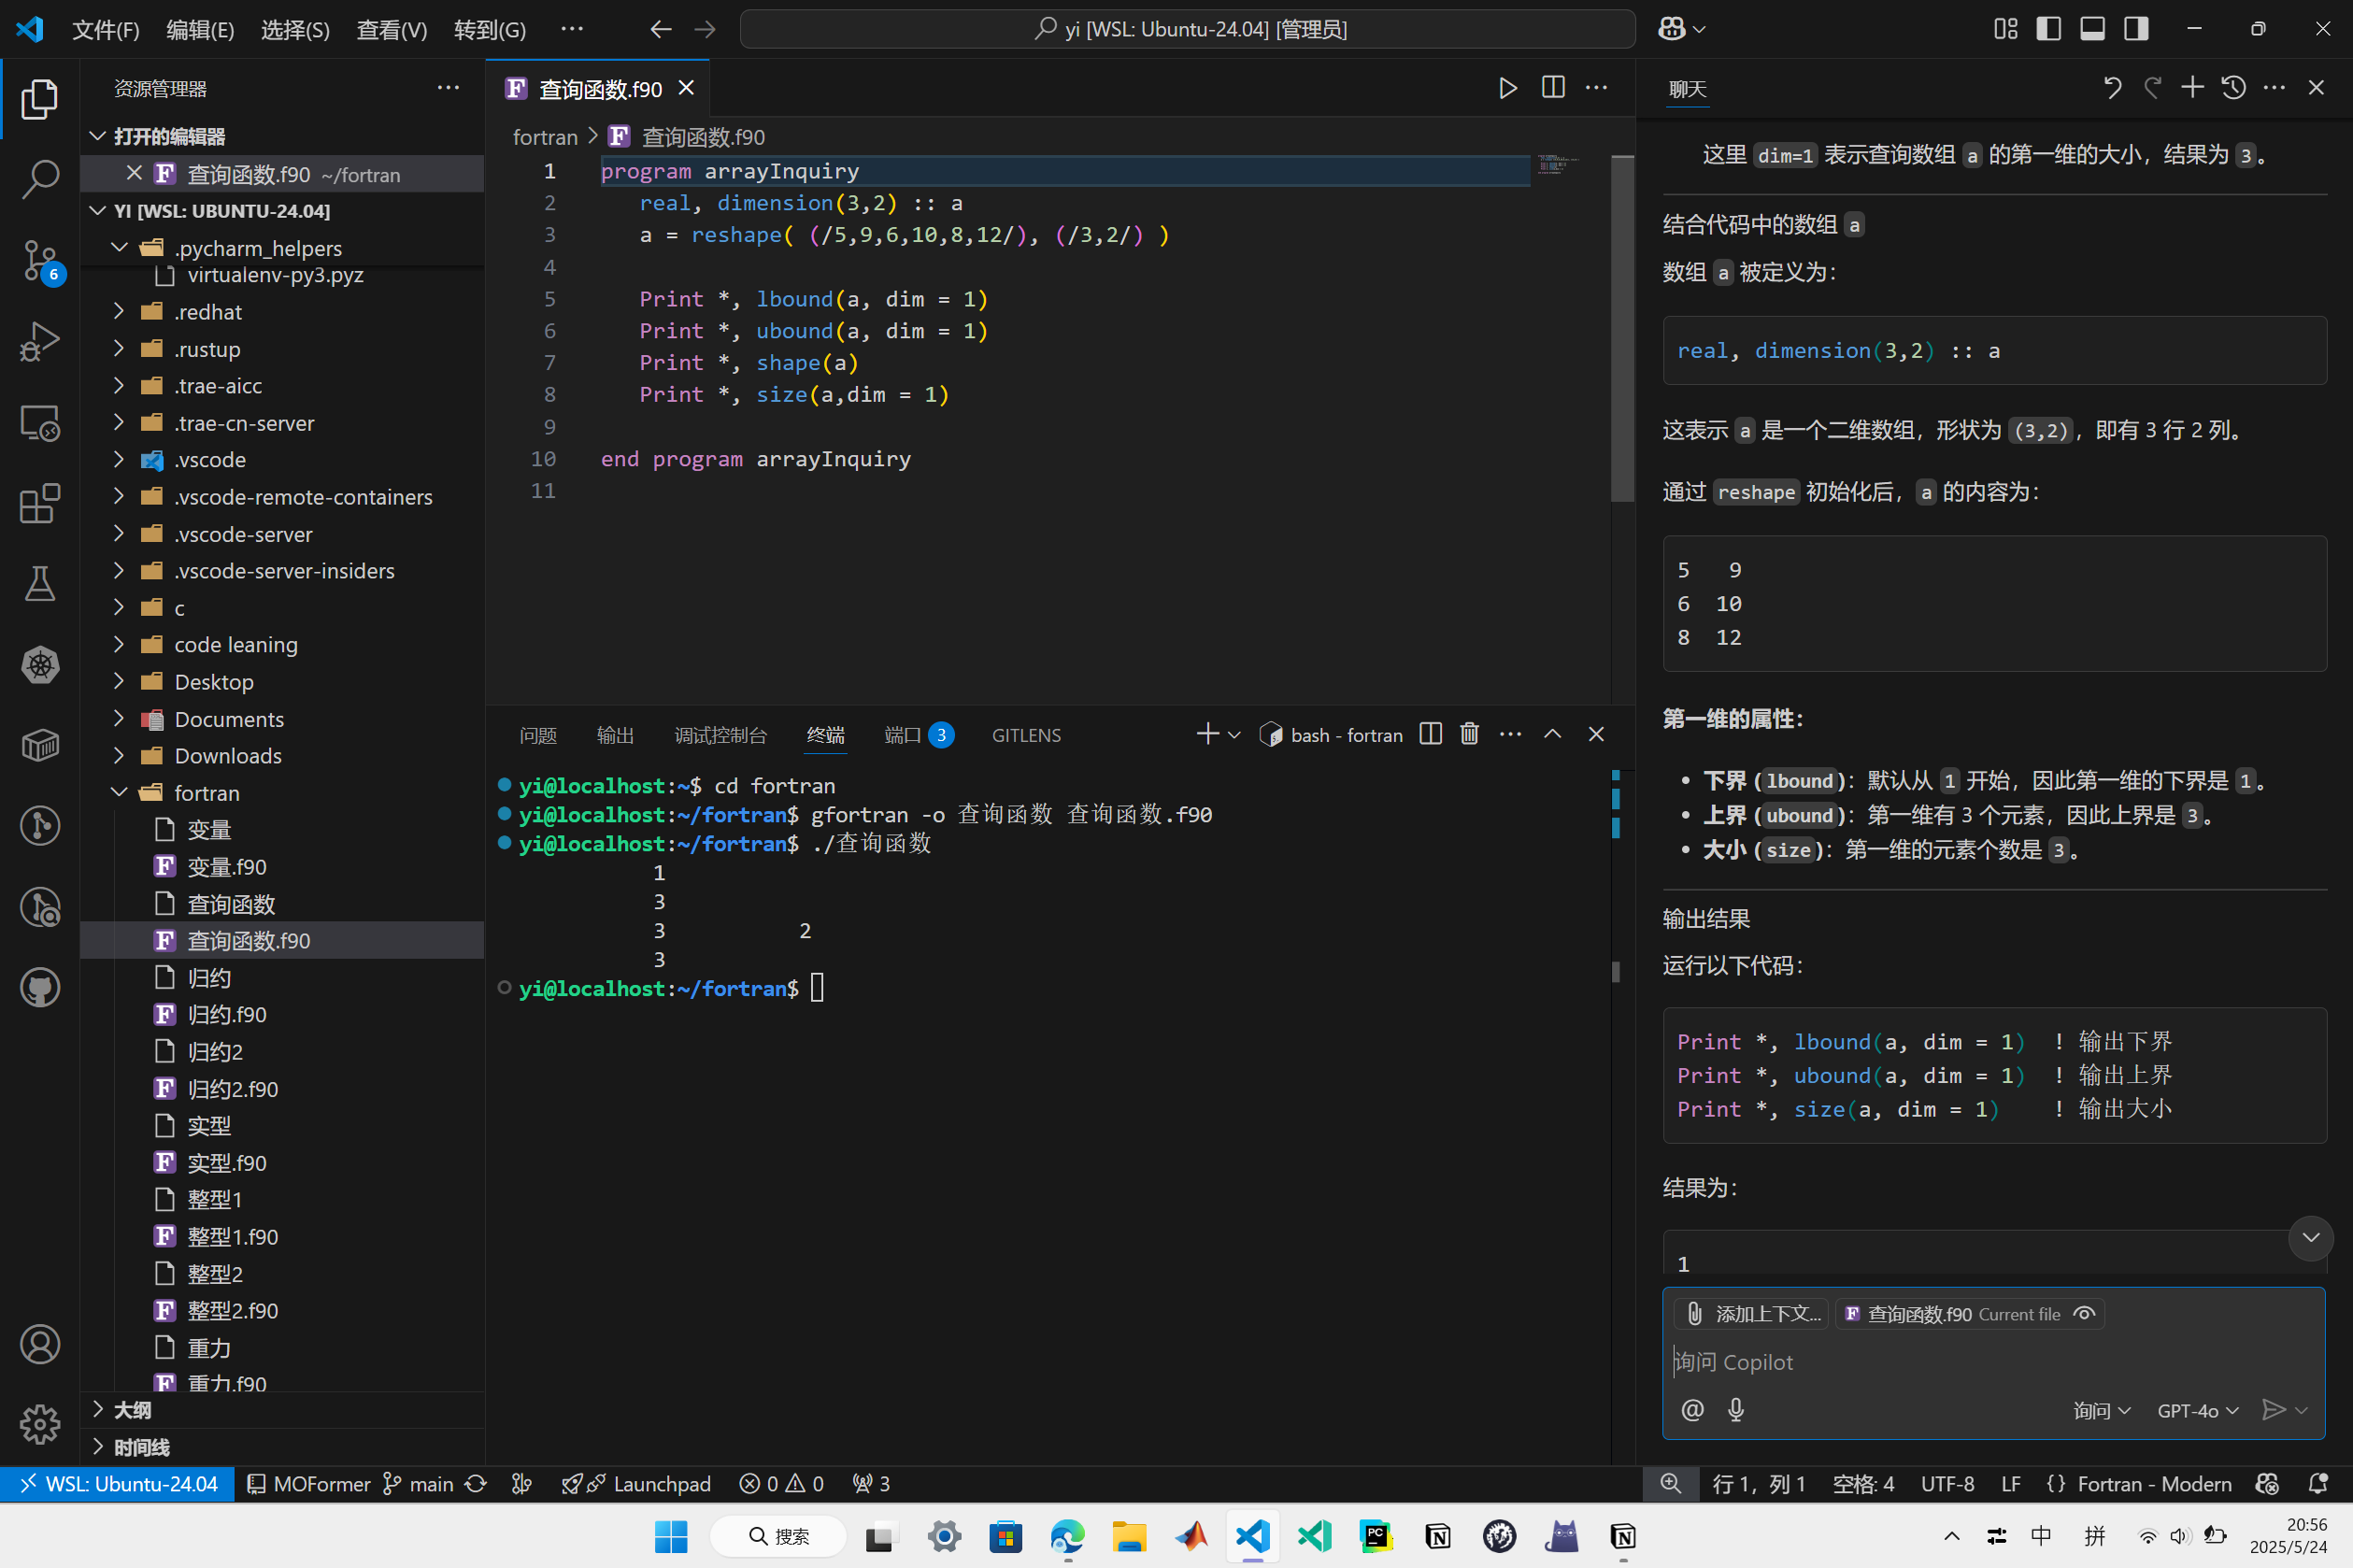 文件(F) 编辑(E) 选择(S) 查看(V) 转到(G) ··· yi [WSL: Ubuntu-24.04] [管理员]
资源管理器
打开的编辑器
查询函数.f90 ~/fortran
YI [WSL: UBUNTU-24.04]
.pycharm_helpers
virtualenv-py3.pyz
.redhat
.rustup
.trae-aicc
.trae-cn-server
.vscode
.vscode-remote-containers
.vscode-server
.vscode-server-insiders
c
code leaning
Desktop
Documents
Downloads
fortran
变量
变量.f90
查询函数
查询函数.f90
归约
归约.f90
归约2
归约2.f90
实型
实型.f90
整型1
整型1.f90
整型2
整型2.f90
重力
重力.f90
大纲
时间线
6
查询函数.f90
fortran > 查询函数.f90
1 program arrayInquiry
2 real, dimension(3,2) :: a
3 a = reshape( (/5,9,6,10,8,12/), (/3,2/) )
4
5 Print *, lbound(a, dim = 1)
6 Print *, ubound(a, dim = 1)
7 Print *, shape(a)
8 Print *, size(a,dim = 1)
9
10 end program arrayInquiry
11
问题 输出 调试控制台 终端 端口 3 GITLENS bash - fortran
yi@localhost:~$ cd fortran
yi@localhost:~/fortran$ gfortran -o 查询函数 查询函数.f90
yi@localhost:~/fortran$ ./查询函数
1
3
3 2
3
yi@localhost:~/fortran$
聊天
这里 dim=1 表示查询数组 a 的第一维的大小，结果为 3。
结合代码中的数组 a
数组 a 被定义为：
real, dimension(3,2) :: a
这表示 a 是一个二维数组，形状为 (3,2)，即有 3 行 2 列。
通过 reshape 初始化后，a 的内容为：
5 9
6 10
8 12
第一维的属性：
• 下界 (lbound)：默认从 1 开始，因此第一维的下界是 1。
• 上界 (ubound)：第一维有 3 个元素，因此上界是 3。
• 大小 (size)：第一维的元素个数是 3。
输出结果
运行以下代码：
Print *, lbound(a, dim = 1) ! 输出下界
Print *, ubound(a, dim = 1) ! 输出上界
Print *, size(a, dim = 1) ! 输出大小
结果为：
1
添加上下文... 查询函数.f90 Current file
询问 Copilot
@ 询问 GPT-4o
WSL: Ubuntu-24.04 MOFormer main Launchpad 0 0 3 行 1，列 1 空格: 4 UTF-8 LF {} Fortran - Modern
搜索 中 拼 20:56
2025/5/24